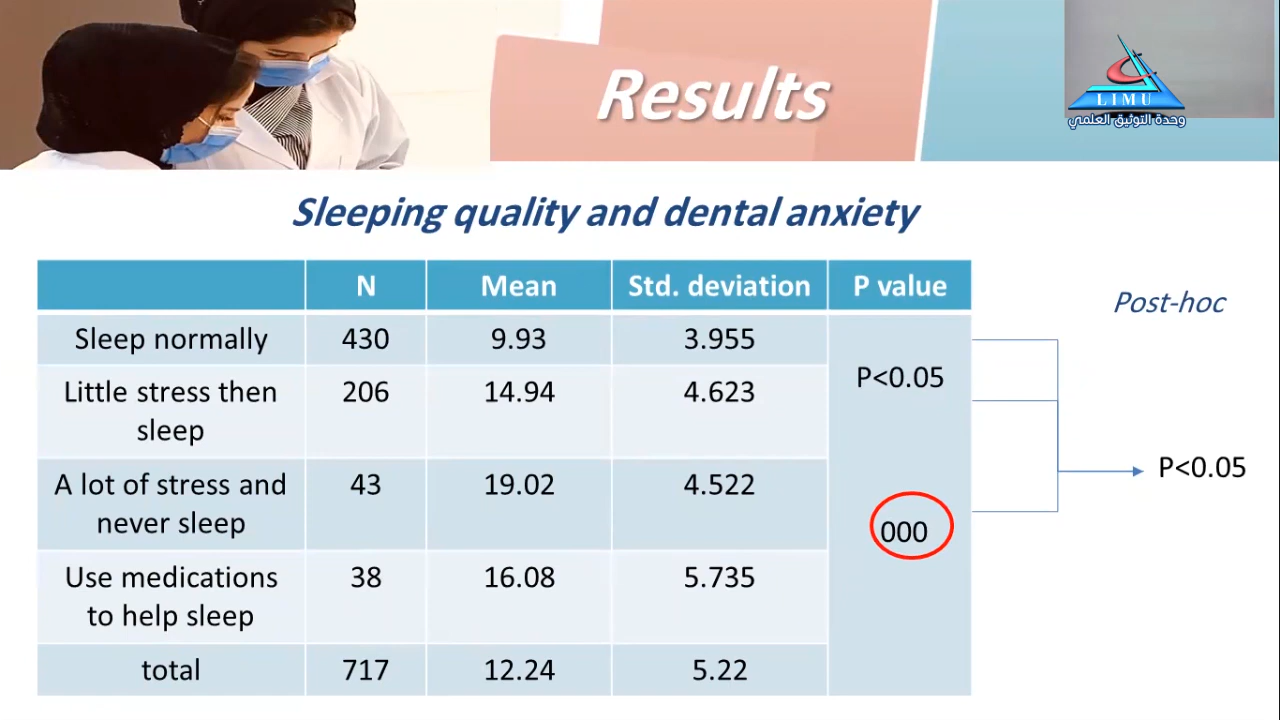 Results
LIMU
وحدة التوثيق العلمي
Sleeping quality and dental anxiety
N Mean Std. deviation P value
Post-hoc
Sleep normally 430 9.93 3.955
P<0.05
Little stress then 206 14.94 4.623
sleep
P<0.05
A lot of stress and 43 19.02 4.522
never sleep
000
Use medications 38 16.08 5.735
to help sleep
total 717 12.24 5.22